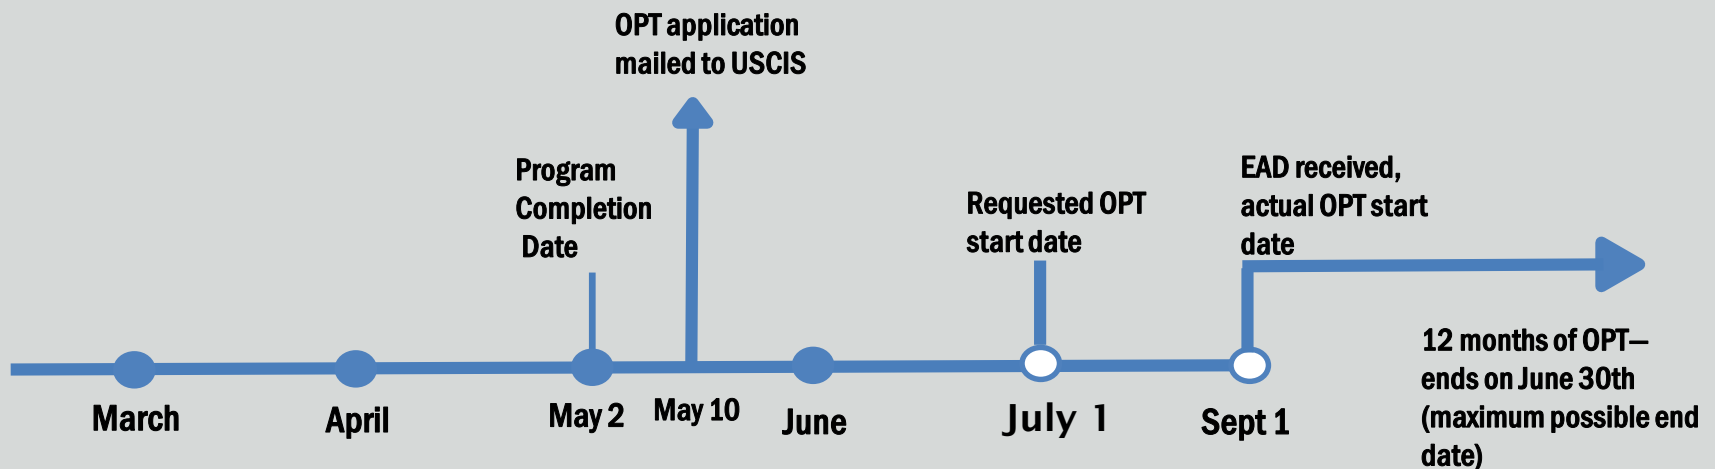 OPT application
mailed to USCIS
Program
Completion
Date
Requested OPT
start date
EAD received,
actual OPT start
date
12 months of OPT—
ends on June 30th
(maximum possible end
date)
March
April
May 2
May 10
June
July 1
Sept 1